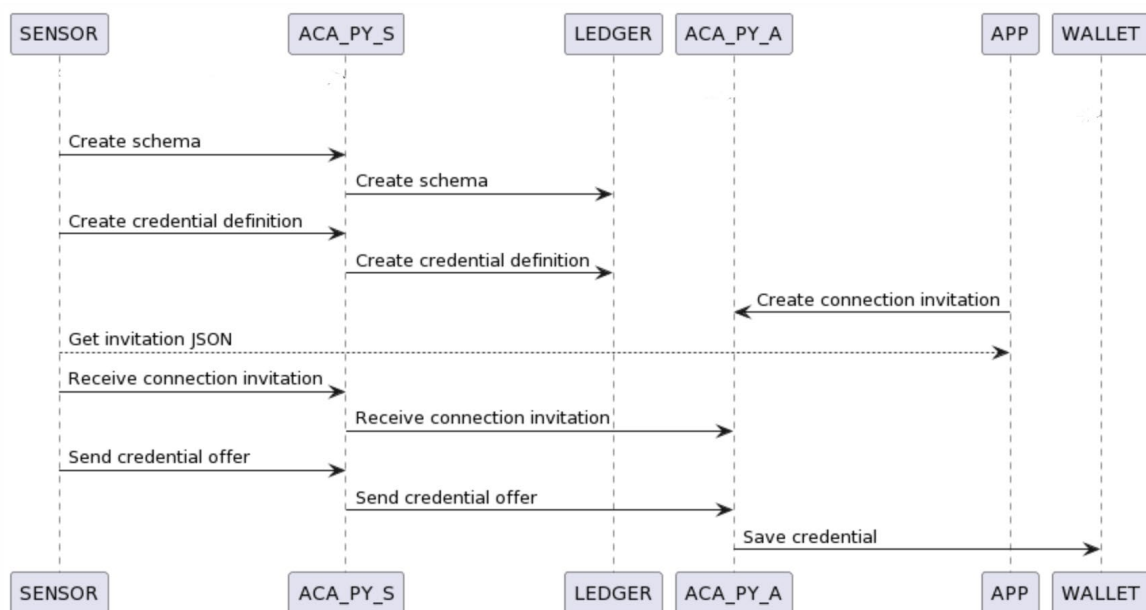 SENSOR ACA_PY_S LEDGER ACA_PY_A APP WALLET
Create schema
Create schema
Create credential definition
Create credential definition
Create connection invitation
Get invitation JSON
Receive connection invitation
Receive connection invitation
Send credential offer
Send credential offer
Save credential
SENSOR ACA_PY_S LEDGER ACA_PY_A APP WALLET